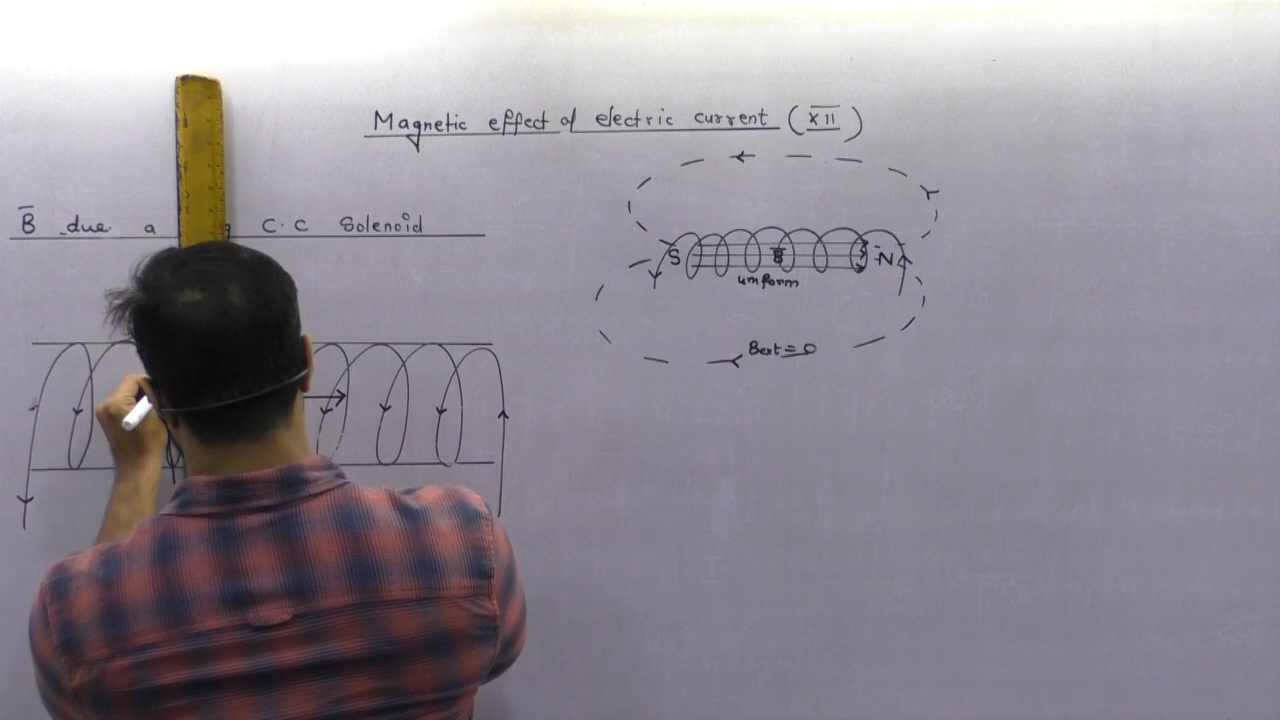 Magnetic effect of electric current (XII)
B̅ due a C.C Solenoid
S B̅ N
uniform
Bext = 0